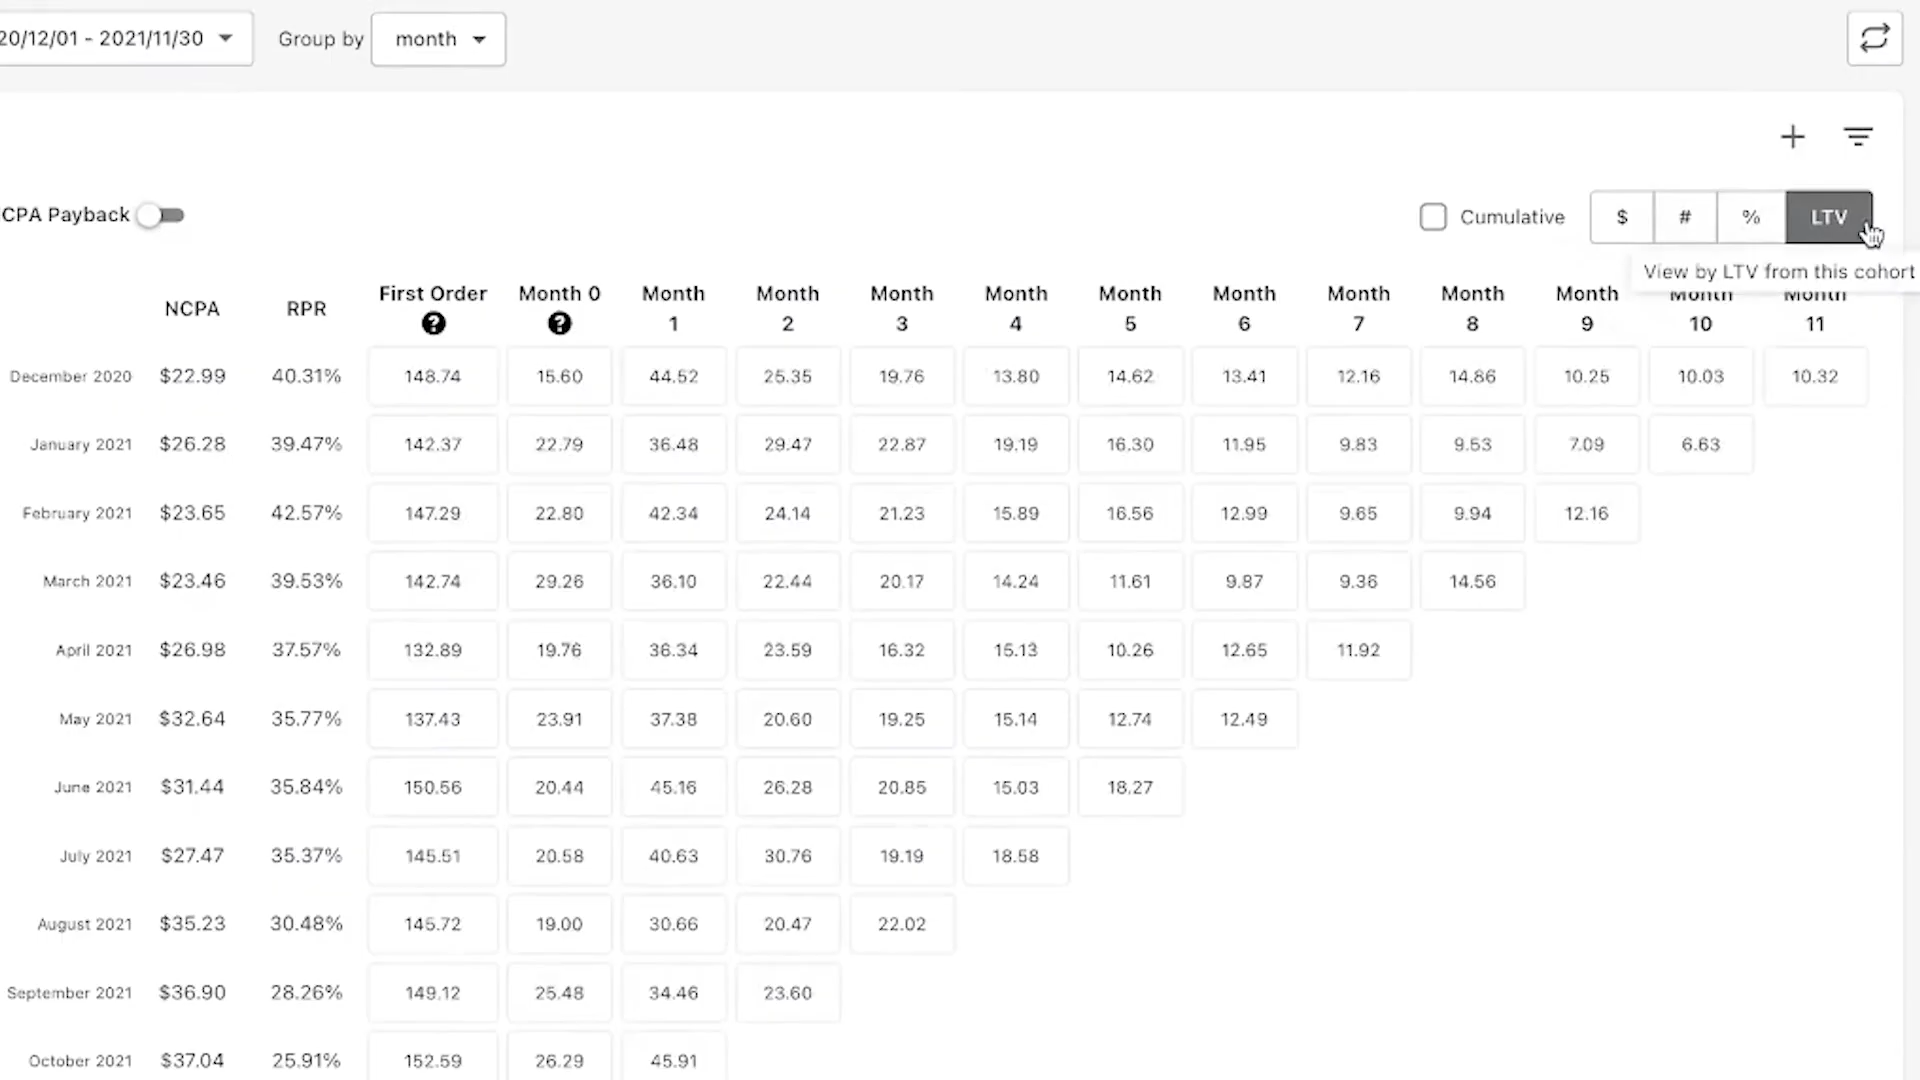 20/12/01 - 2021/11/30 Group by month
CPA Payback Cumulative $ # % LTV
View by LTV from this cohort
NCPA RPR First Order ? Month 0 ? Month 1 Month 2 Month 3 Month 4 Month 5 Month 6 Month 7 Month 8 Month 9 Month 10 Month 11
December 2020 $22.99 40.31% 148.74 15.60 44.52 25.35 19.76 13.80 14.62 13.41 12.16 14.86 10.25 10.03 10.32
January 2021 $26.28 39.47% 142.37 22.79 36.48 29.47 22.87 19.19 16.30 11.95 9.83 9.53 7.09 6.63
February 2021 $23.65 42.57% 147.29 22.80 42.34 24.14 21.23 15.89 16.56 12.99 9.65 9.94 12.16
March 2021 $23.46 39.53% 142.74 29.26 36.10 22.44 20.17 14.24 11.61 9.87 9.36 14.56
April 2021 $26.98 37.57% 132.89 19.76 36.34 23.59 16.32 15.13 10.26 12.65 11.92
May 2021 $32.64 35.77% 137.43 23.91 37.38 20.60 19.25 15.14 12.74 12.49
June 2021 $31.44 35.84% 150.56 20.44 45.16 26.28 20.85 15.03 18.27
July 2021 $27.47 35.37% 145.51 20.58 40.63 30.76 19.19 18.58
August 2021 $35.23 30.48% 145.72 19.00 30.66 20.47 22.02
September 2021 $36.90 28.26% 149.12 25.48 34.46 23.60
October 2021 $37.04 25.91% 152.59 26.29 45.91